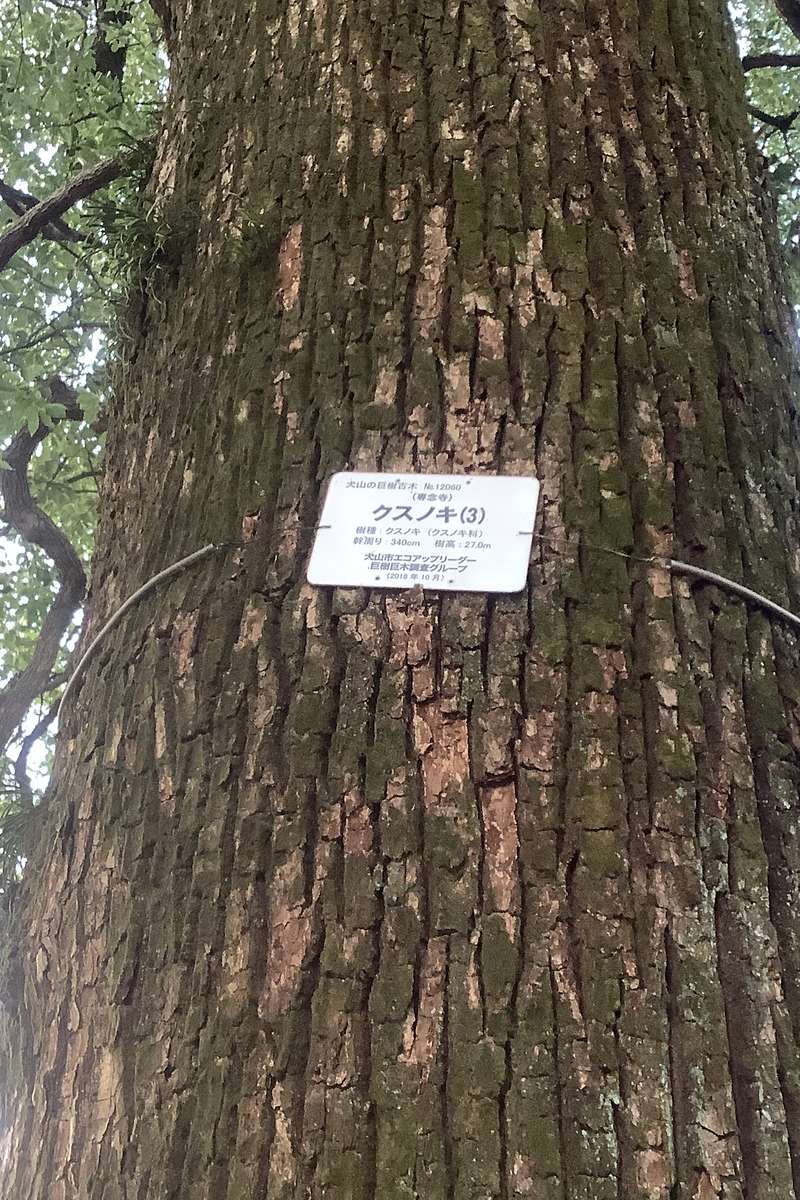 犬山の巨樹古木 No.12060
(専念寺)
クスノキ(3)
樹種：クスノキ（クスノキ科）
幹周り：340cm 樹高：27.0m
犬山市エコアップリーダー
巨樹巨木調査グループ
(2018年10月)